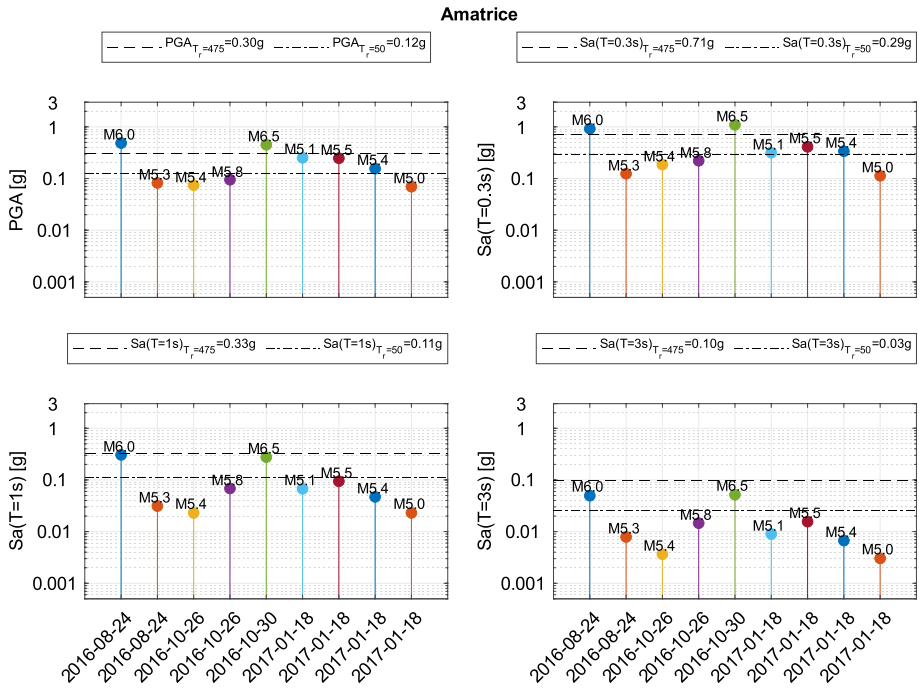 Amatrice
PGA_{T_r=475}=0.30g PGA_{T_r=50}=0.12g
Sa(T=0.3s)_{T_r=475}=0.71g Sa(T=0.3s)_{T_r=50}=0.29g
3
1
0.1
0.01
0.001
PGA [g]
M6.0
M5.3
M5.4
M5.8
M6.5
M5.1
M5.5
M5.4
M5.0
3
1
0.1
0.01
0.001
Sa(T=0.3s) [g]
M6.0
M5.3
M5.4
M5.8
M6.5
M5.1
M5.5
M5.4
M5.0
Sa(T=1s)_{T_r=475}=0.33g Sa(T=1s)_{T_r=50}=0.11g
Sa(T=3s)_{T_r=475}=0.10g Sa(T=3s)_{T_r=50}=0.03g
3
1
0.1
0.01
0.001
Sa(T=1s) [g]
M6.0
M5.3
M5.4
M5.8
M6.5
M5.1
M5.5
M5.4
M5.0
2016-08-24
2016-08-24
2016-10-26
2016-10-26
2016-10-30
2017-01-18
2017-01-18
2017-01-18
2017-01-18
3
1
0.1
0.01
0.001
Sa(T=3s) [g]
M6.0
M5.3
M5.4
M5.8
M6.5
M5.1
M5.5
M5.4
M5.0
2016-08-24
2016-08-24
2016-10-26
2016-10-26
2016-10-30
2017-01-18
2017-01-18
2017-01-18
2017-01-18